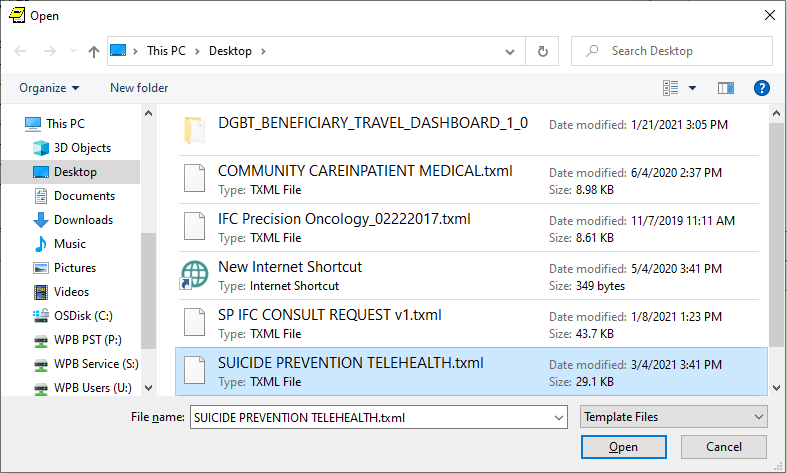 Open
This PC > Desktop >
Search Desktop
Organize
New folder
This PC
3D Objects
Desktop
Documents
Downloads
Music
Pictures
Videos
OSDisk (C:)
WPB PST (P:)
WPB Service (S:)
WPB Users (U:)
DGBT_BENEFICIARY_TRAVEL_DASHBOARD_1_0
Date modified: 1/21/2021 3:05 PM
COMMUNITY CAREINPATIENT MEDICAL.txml
Date modified: 6/4/2020 2:37 PM
Type: TXML File
Size: 8.98 KB
IFC Precision Oncology_02222017.txml
Date modified: 11/7/2019 11:11 AM
Type: TXML File
Size: 8.61 KB
New Internet Shortcut
Date modified: 5/4/2020 3:41 PM
Type: Internet Shortcut
Size: 349 bytes
SP IFC CONSULT REQUEST v1.txml
Date modified: 1/8/2021 1:23 PM
Type: TXML File
Size: 43.7 KB
SUICIDE PREVENTION TELEHEALTH.txml
Date modified: 3/4/2021 3:41 PM
Type: TXML File
Size: 29.1 KB
File name:
SUICIDE PREVENTION TELEHEALTH.txml
Template Files
Open
Cancel